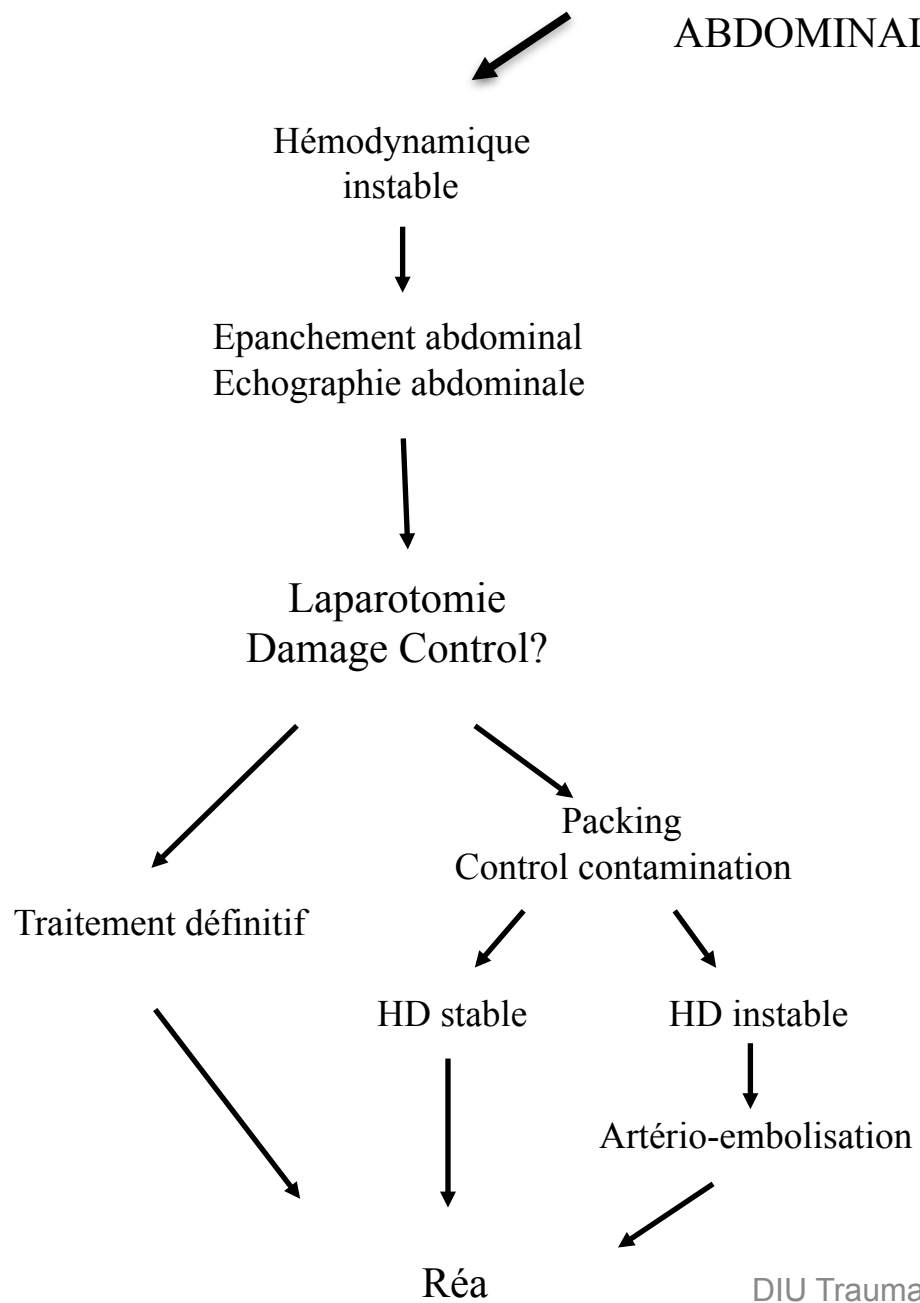 ABDOMINAL
Hémodynamique
instable
Epanchement abdominal
Echographie abdominale
Laparotomie
Damage Control?
Packing
Control contamination
Traitement définitif
HD stable
HD instable
Artério-embolisation
Réa
DIU Trauma